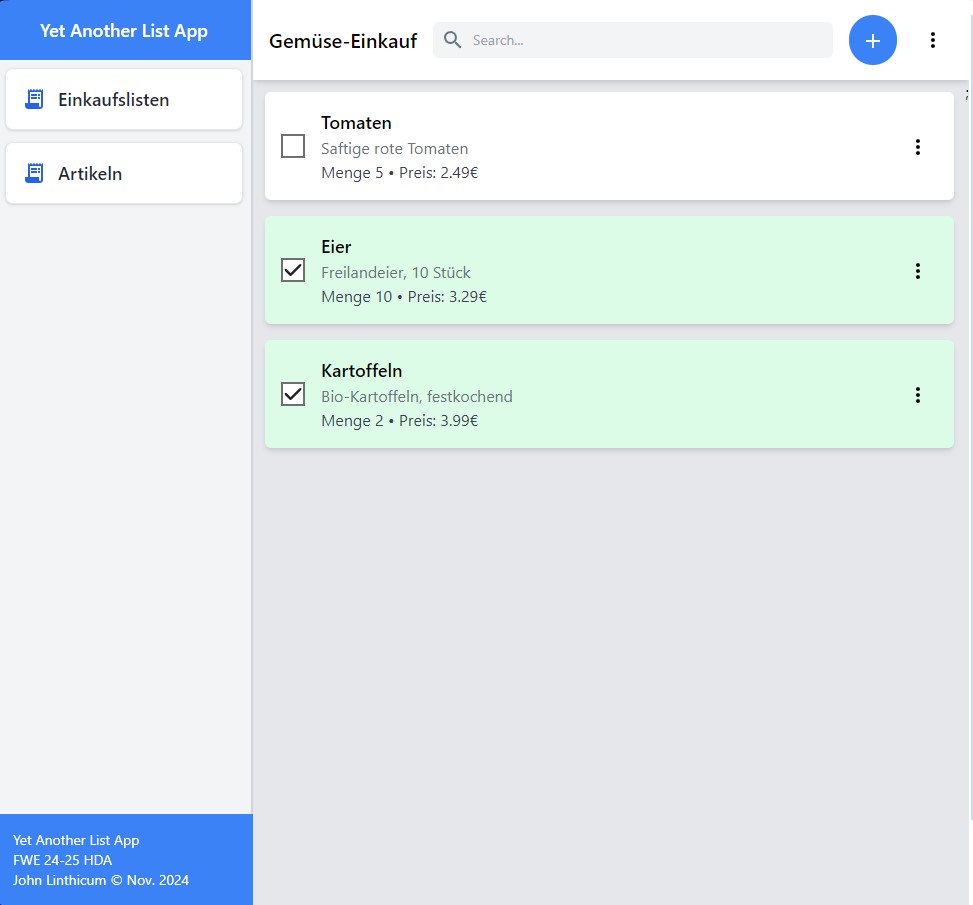 Yet Another List App
Einkaufslisten
Artikeln
Yet Another List App
FWE 24-25 HDA
John Linthicum © Nov. 2024
Gemüse-Einkauf
Search...
+
;
Tomaten
Saftige rote Tomaten
Menge 5 • Preis: 2.49€
Eier
Freilandeier, 10 Stück
Menge 10 • Preis: 3.29€
Kartoffeln
Bio-Kartoffeln, festkochend
Menge 2 • Preis: 3.99€